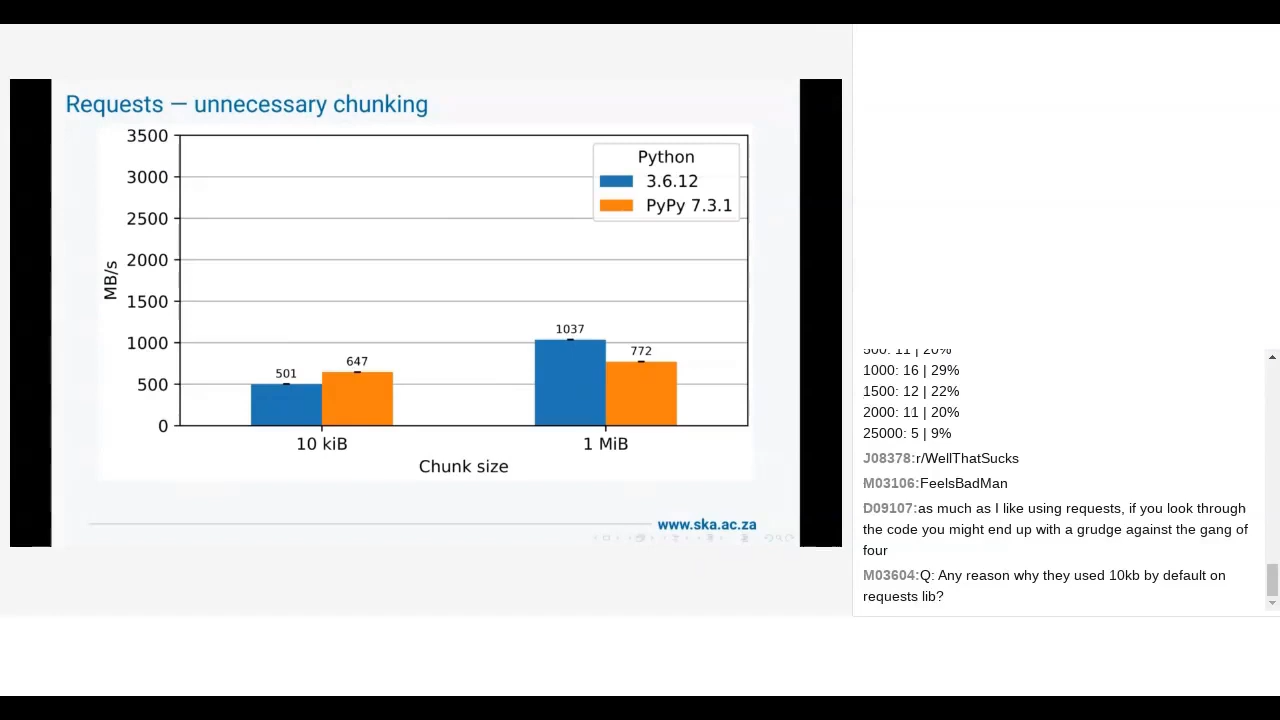 Requests — unnecessary chunking
3500
3000
2500
2000
1500
1000
500
0
MB/s
Python
3.6.12
PyPy 7.3.1
501
647
1037
772
10 kiB
1 MiB
Chunk size
www.ska.ac.za
500: 11 | 20%
1000: 16 | 29%
1500: 12 | 22%
2000: 11 | 20%
25000: 5 | 9%
J08378:r/WellThatSucks
M03106:FeelsBadMan
D09107:as much as I like using requests, if you look through
the code you might end up with a grudge against the gang of
four
M03604:Q: Any reason why they used 10kb by default on
requests lib?